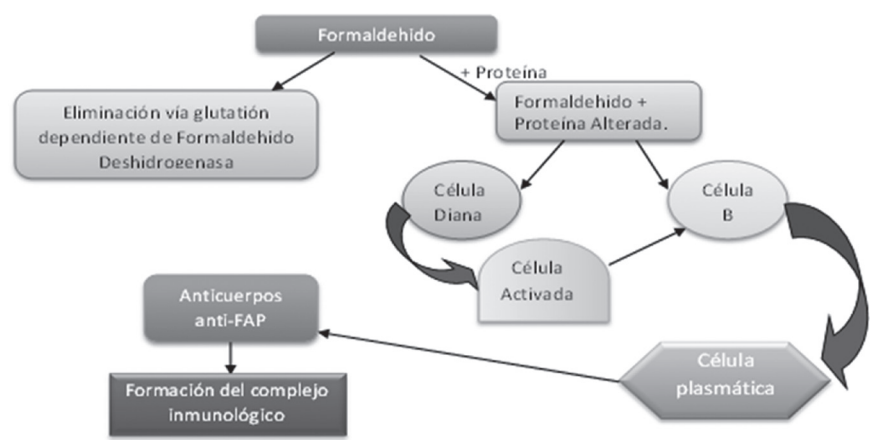 Formaldehido
+ Proteína
Eliminación vía glutatión
dependiente de Formaldehido
Deshidrogenasa
Formaldehido +
Proteína Alterada.
Célula
Diana
Célula
B
Célula
Activada
Anticuerpos
anti-FAP
Célula
plasmática
Formación del complejo
inmunológico